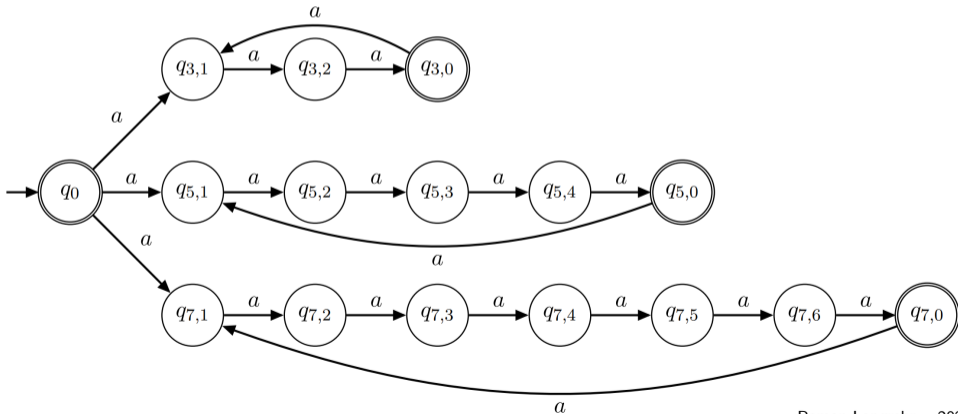 a
a a
q3,1 q3,2 q3,0
a
a a a a a
q0 q5,1 q5,2 q5,3 q5,4 q5,0
a
a
a a a a a a
q7,1 q7,2 q7,3 q7,4 q7,5 q7,6 q7,0
a